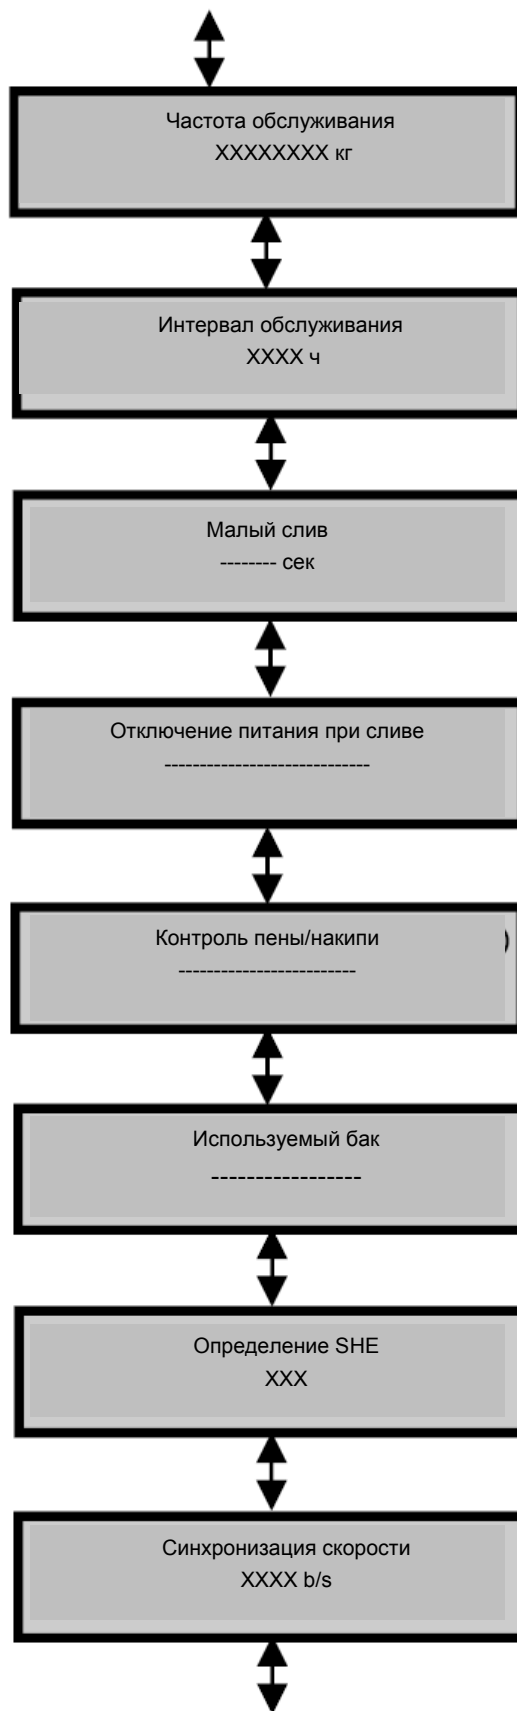 Частота обслуживания
XXXXXXXX кг
Интервал обслуживания
XXXX ч
Малый слив
-------- сек
Отключение питания при сливе
-----------------------------
Контроль пены/накипи
)
-------------------------
Используемый бак
-----------------
Определение SHE
XXX
Синхронизация скорости
XXXX b/s